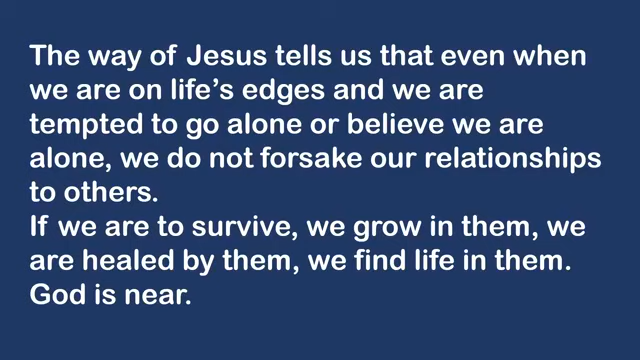 The way of Jesus tells us that even when
we are on life’s edges and we are
tempted to go alone or believe we are
alone, we do not forsake our relationships
to others.
If we are to survive, we grow in them, we
are healed by them, we find life in them.
God is near.